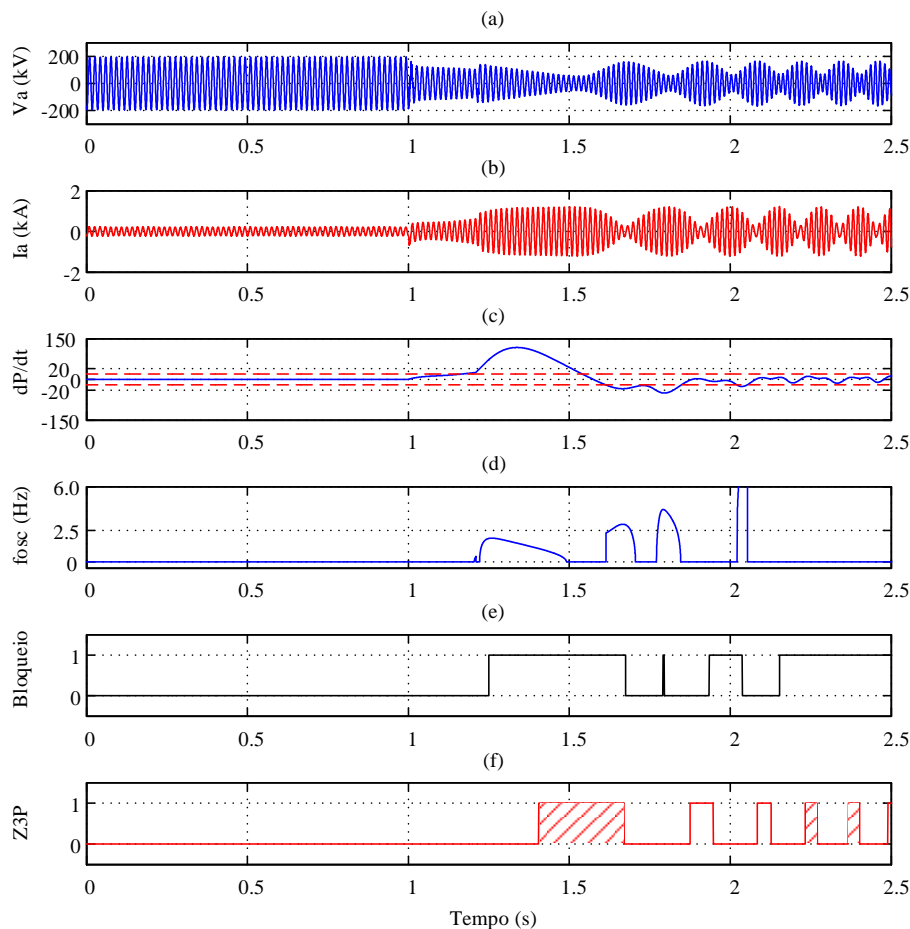 (a)
Va (kV)
200
0
-200
0 0.5 1 1.5 2 2.5
(b)
Ia (kA)
2
0
-2
0 0.5 1 1.5 2 2.5
(c)
dP/dt
150
20
0
-20
-150
0 0.5 1 1.5 2 2.5
(d)
fosc (Hz)
6.0
2.5
0
0 0.5 1 1.5 2 2.5
(e)
Bloqueio
1
0
0 0.5 1 1.5 2 2.5
(f)
Z3P
1
0
0 0.5 1 1.5 2 2.5
Tempo (s)